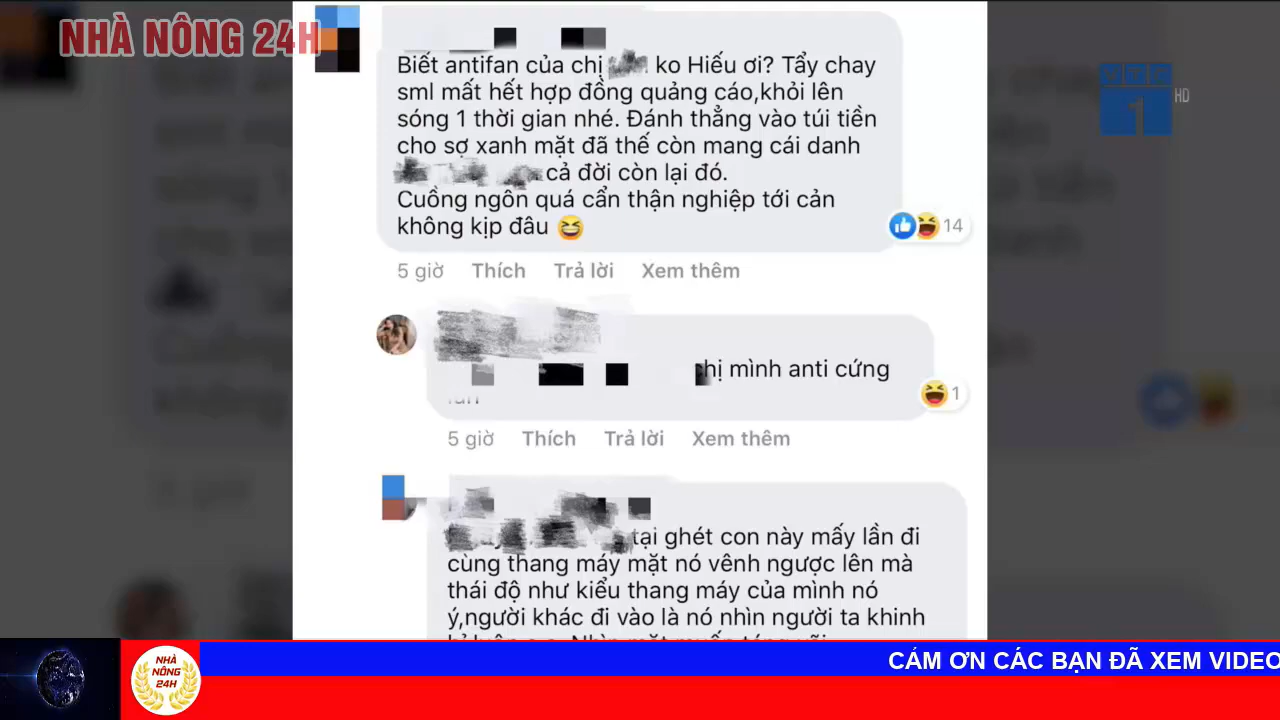 NHÀ NÔNG 24H
VTC
1
HD
Biết antifan của chị ko Hiếu ơi? Tẩy chay
sml mất hết hợp đồng quảng cáo,khỏi lên
sóng 1 thời gian nhé. Đánh thẳng vào túi tiền
cho sợ xanh mặt đã thế còn mang cái danh
cả đời còn lại đó.
Cuồng ngôn quá cẩn thận nghiệp tới cản
không kịp đâu
14
5 giờ Thích Trả lời Xem thêm
chị mình anti cứng
1
5 giờ Thích Trả lời Xem thêm
tại ghét con này mấy lần đi
cùng thang máy mặt nó vênh ngược lên mà
thái độ như kiểu thang máy của mình nó
ý,người khác đi vào là nó nhìn người ta khinh
NHÀ
NÔNG
24H
CÁM ƠN CÁC BẠN ĐÃ XEM VIDEO